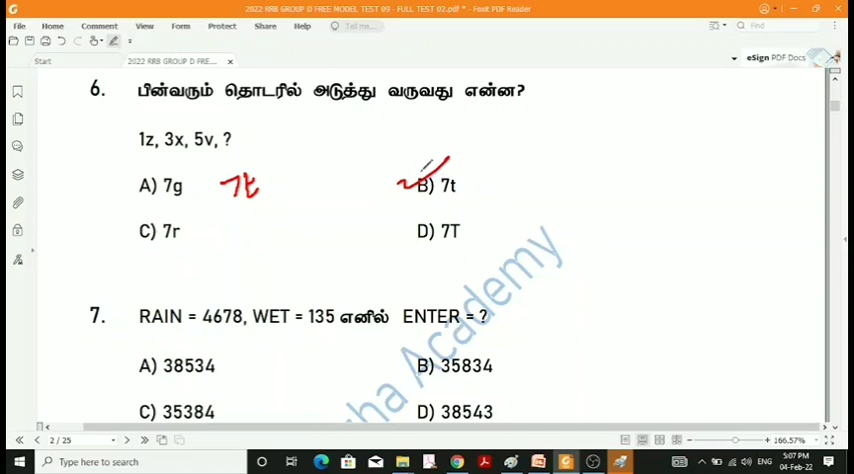 2022 RRB GROUP D FREE MODEL TEST 09 - FULL TEST 02.pdf * - Foxit PDF Reader
File Home Comment View Form Protect Share Help Tell me... Find
Start 2022 RRB GROUP D FREE... eSign PDF Docs
6. பின்வரும் தொடரில் அடுத்து வருவது என்ன?
1z, 3x, 5v, ?
A) 7g 7t B) 7t
C) 7r D) 7T
7. RAIN = 4678, WET = 135 எனில் ENTER = ?
A) 38534 B) 35834
C) 35384 D) 38543
ha Academy
2 / 25 166.57%
Type here to search ENG 5:07 PM
04-Feb-22